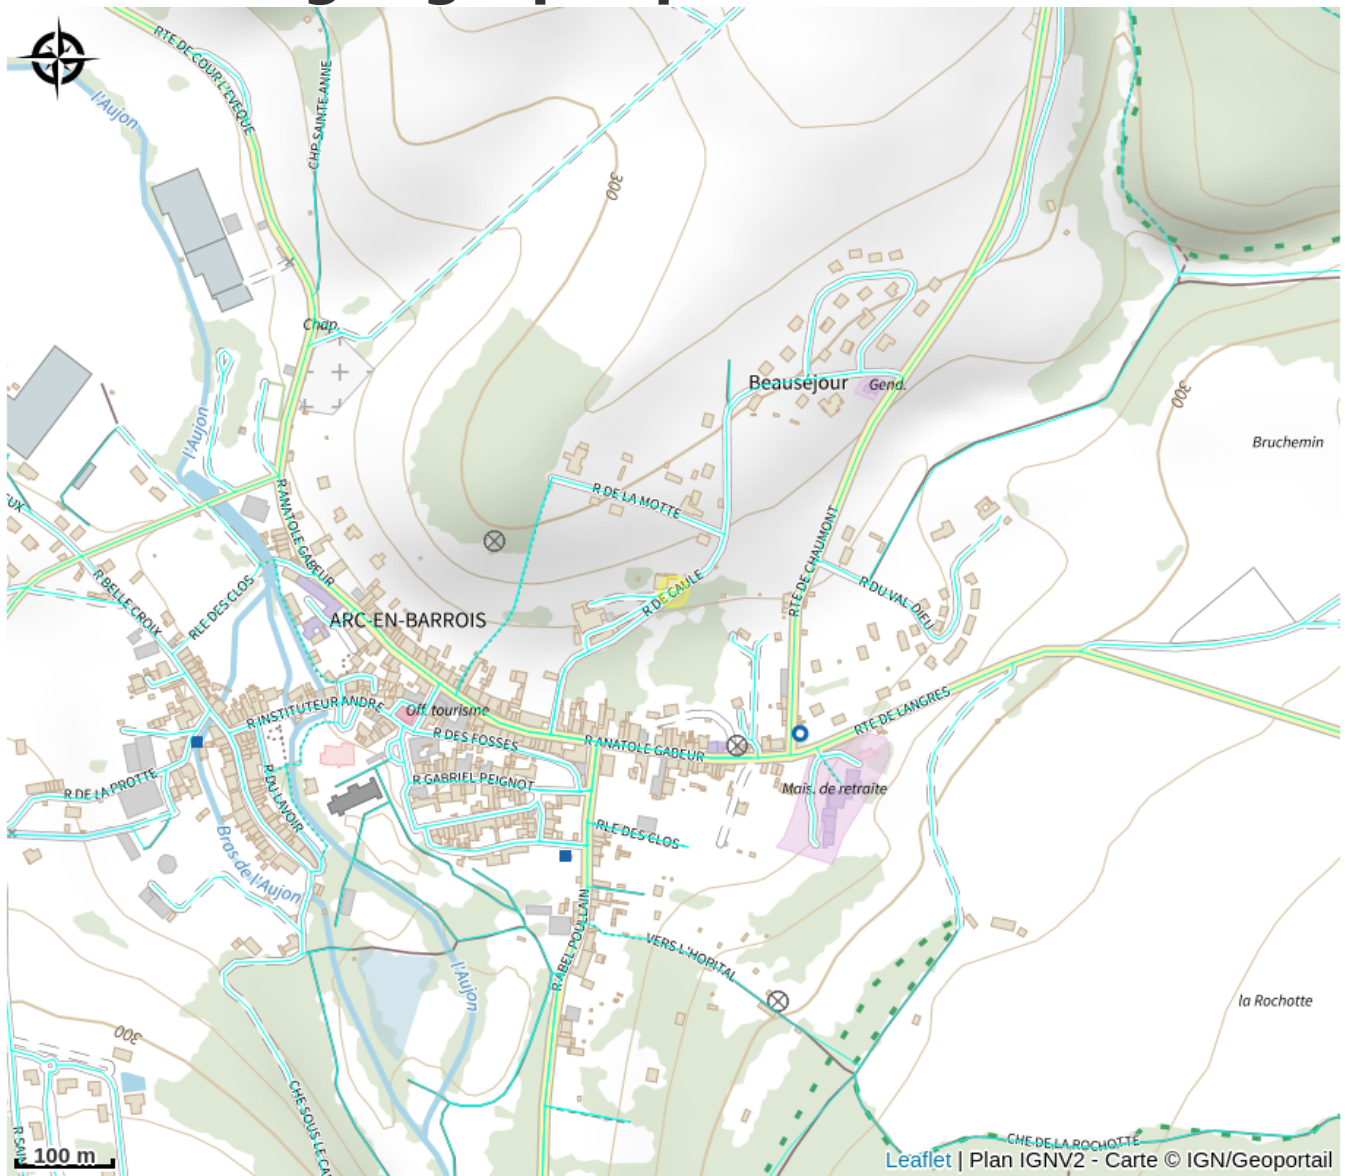 RTE DE COUR L'EVEQUE
CHP SAINTE-ANNE
l'Aujon
300
Chap.
Beauséjour
Gend.
300
l'Aujon
Bruchemin
R DE LA MOTTE
R ANATOLE GABEUR
RTE DE CHAUMONT
R BELLE CROIX
RLE DES CLOS
R DE CAULE
R DU VAL DIEU
ARC-EN-BARROIS
R INSTITUTEUR ANDRE
Off. tourisme
RTE DE LANGRES
R DES FOSSES
R ANATOLE GABEUR
R GABRIEL PEIGNOT
Mais. de retraite
R DE LA PROTTE
R DU LAVOIR
RLE DES CLOS
Bras de l'Aujon
R ABEL POULLAIN
VERS L'HOPITAL
l'Aujon
la Rochotte
300
CHE SOUS LE
R SAIN
CHE DE LA ROCHOTTE
100 m
Leaflet | Plan IGNV2 - Carte © IGN/Geoportail